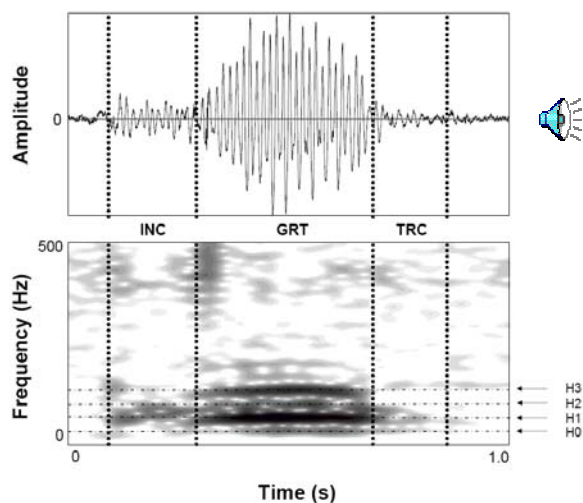 Amplitude
0
INC GRT TRC
500
Frequency (Hz)
0
H3
H2
H1
H0
0 1.0
Time (s)